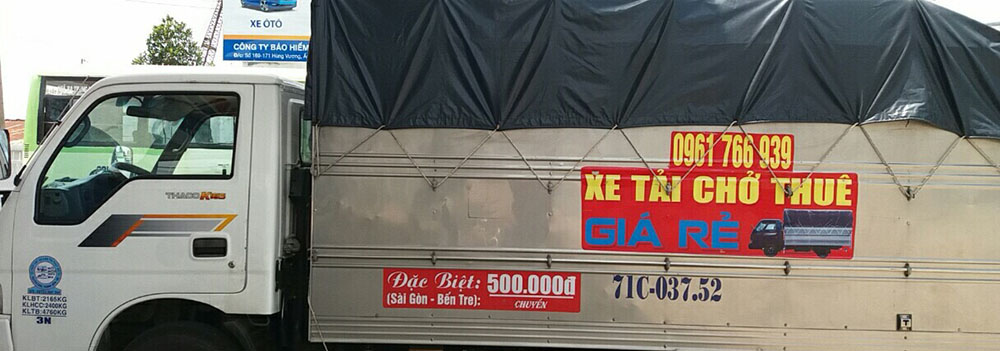 XE ÔTÔ
CÔNG TY BẢO HIỂM
0961 766 939
XE TẢI CHỞ THUÊ
GIÁ RẺ
THACO
Đặc Biệt: 500.000đ
(Sài Gòn - Bến Tre): CHUYẾN
71C-037.52
KLBT:2165KG
KLHCC:2400KG
KLTB:4760KG
3N